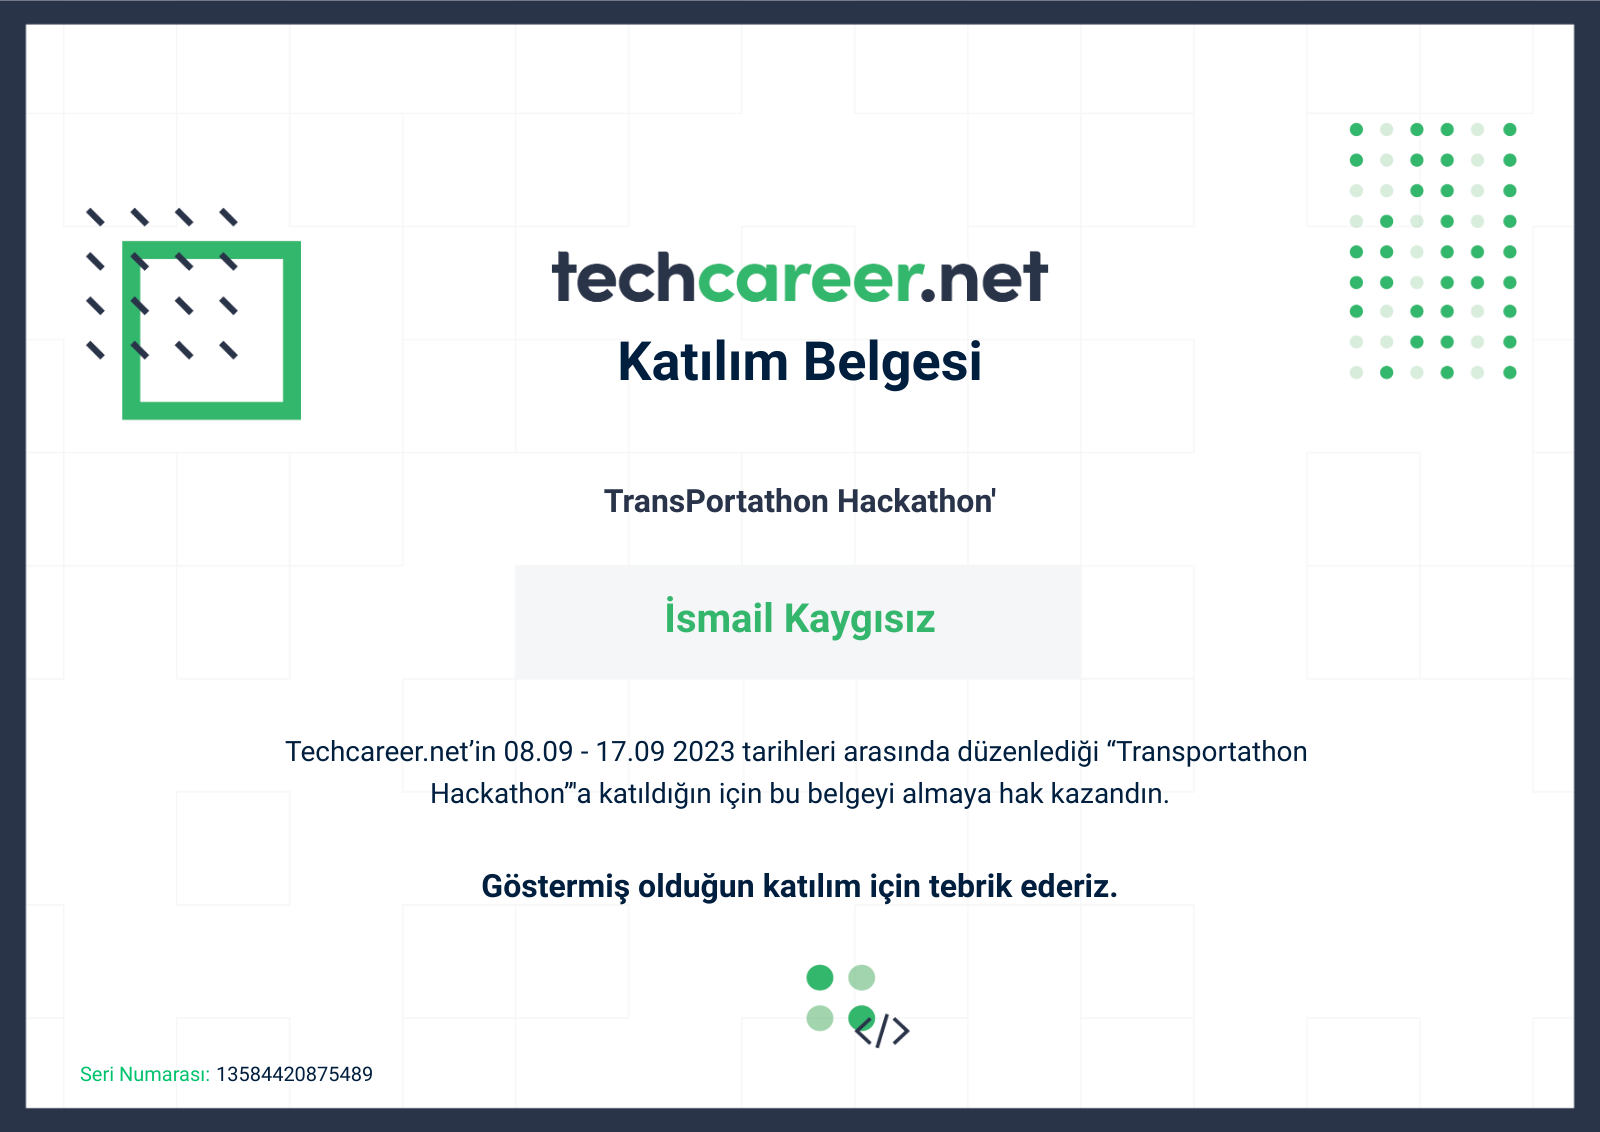 techcareer.net
Katılım Belgesi
TransPortathon Hackathon'
İsmail Kaygısız
Techcareer.net’in 08.09 - 17.09 2023 tarihleri arasında düzenlediği “Transportathon
Hackathon”'a katıldığın için bu belgeyi almaya hak kazandın.
Göstermiş olduğun katılım için tebrik ederiz.
</>
Seri Numarası: 13584420875489